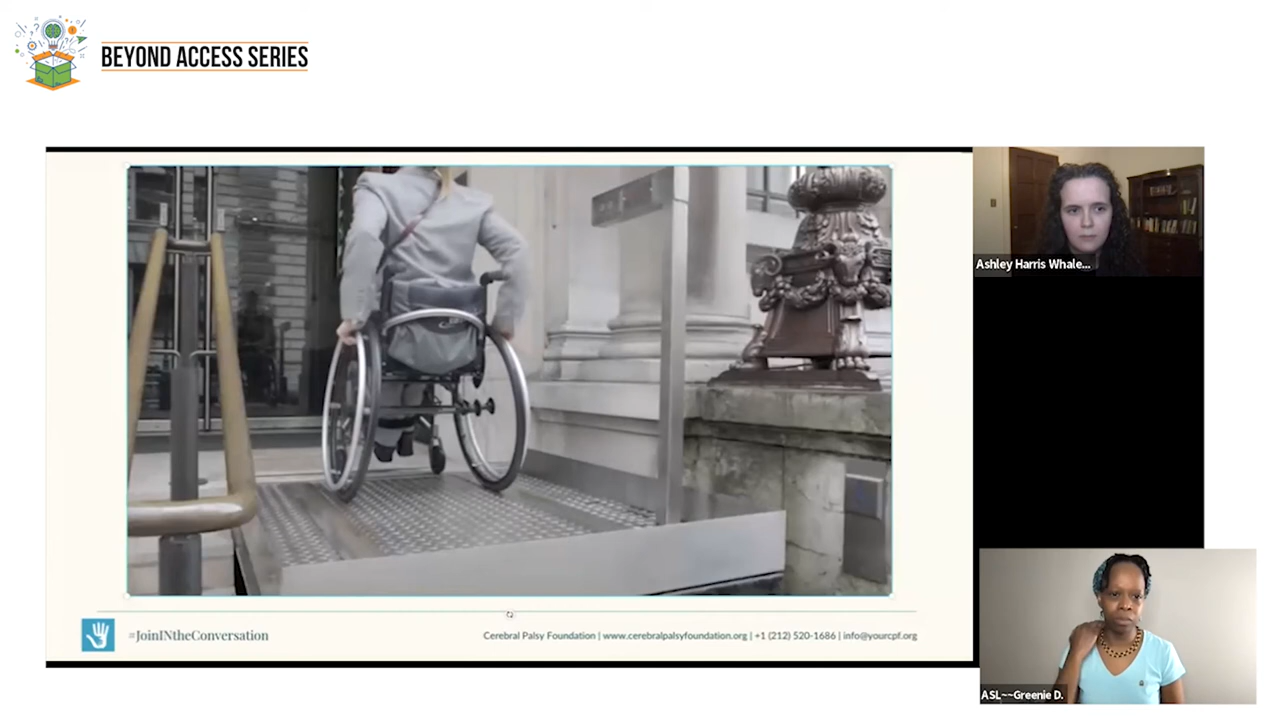 BEYOND ACCESS SERIES
Ashley Harris Whale...
#JoinINtheConversation
Cerebral Palsy Foundation | www.cerebralpalsyfoundation.org | +1 (212) 520-1686 | info@yourcpf.org
ASL~~Greenie D.